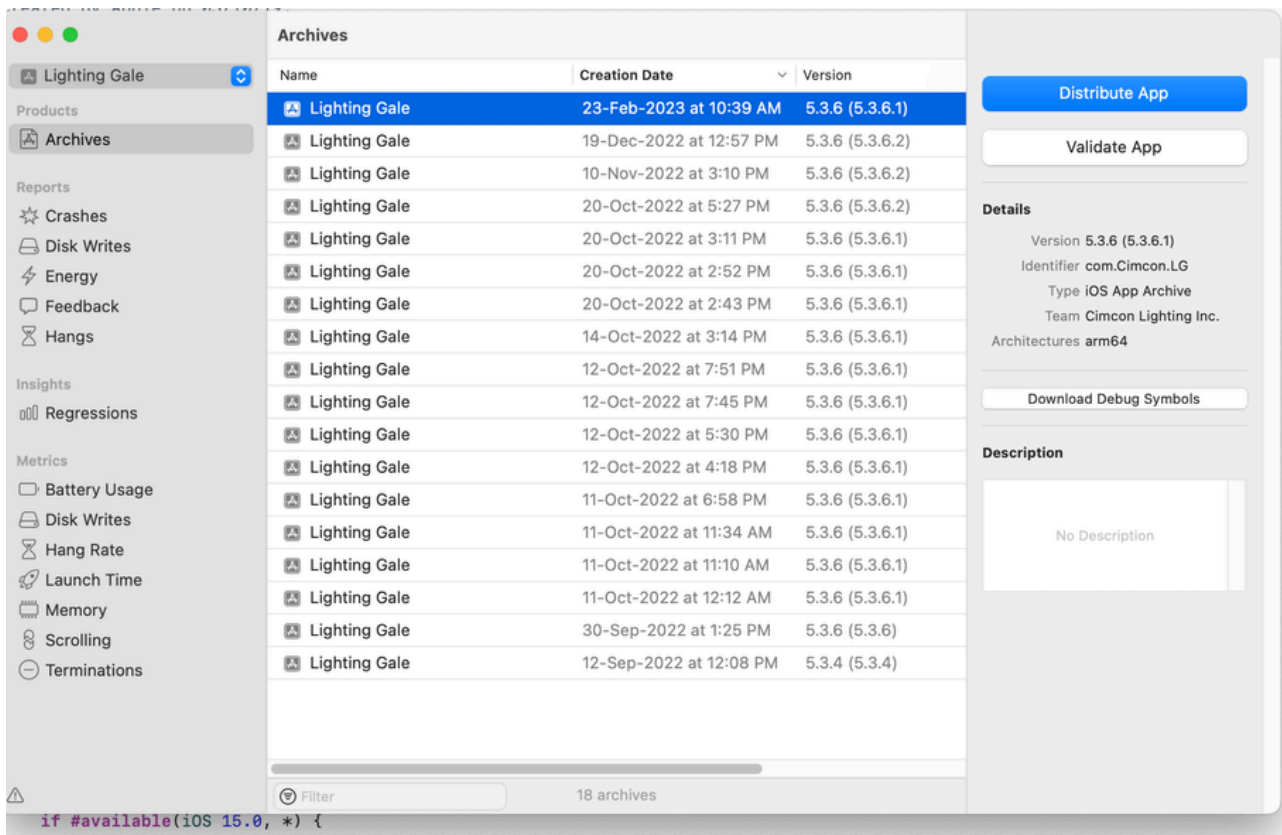 Archives
Lighting Gale
Products
Archives
Reports
Crashes
Disk Writes
Energy
Feedback
Hangs
Insights
Regressions
Metrics
Battery Usage
Disk Writes
Hang Rate
Launch Time
Memory
Scrolling
Terminations
Name Creation Date Version
Lighting Gale 23-Feb-2023 at 10:39 AM 5.3.6 (5.3.6.1)
Lighting Gale 19-Dec-2022 at 12:57 PM 5.3.6 (5.3.6.2)
Lighting Gale 10-Nov-2022 at 3:10 PM 5.3.6 (5.3.6.2)
Lighting Gale 20-Oct-2022 at 5:27 PM 5.3.6 (5.3.6.2)
Lighting Gale 20-Oct-2022 at 3:11 PM 5.3.6 (5.3.6.1)
Lighting Gale 20-Oct-2022 at 2:52 PM 5.3.6 (5.3.6.1)
Lighting Gale 20-Oct-2022 at 2:43 PM 5.3.6 (5.3.6.1)
Lighting Gale 14-Oct-2022 at 3:14 PM 5.3.6 (5.3.6.1)
Lighting Gale 12-Oct-2022 at 7:51 PM 5.3.6 (5.3.6.1)
Lighting Gale 12-Oct-2022 at 7:45 PM 5.3.6 (5.3.6.1)
Lighting Gale 12-Oct-2022 at 5:30 PM 5.3.6 (5.3.6.1)
Lighting Gale 12-Oct-2022 at 4:18 PM 5.3.6 (5.3.6.1)
Lighting Gale 11-Oct-2022 at 6:58 PM 5.3.6 (5.3.6.1)
Lighting Gale 11-Oct-2022 at 11:34 AM 5.3.6 (5.3.6.1)
Lighting Gale 11-Oct-2022 at 11:10 AM 5.3.6 (5.3.6.1)
Lighting Gale 11-Oct-2022 at 12:12 AM 5.3.6 (5.3.6.1)
Lighting Gale 30-Sep-2022 at 1:25 PM 5.3.6 (5.3.6)
Lighting Gale 12-Sep-2022 at 12:08 PM 5.3.4 (5.3.4)
Filter
18 archives
Distribute App
Validate App
Details
Version 5.3.6 (5.3.6.1)
Identifier com.Cimcon.LG
Type iOS App Archive
Team Cimcon Lighting Inc.
Architectures arm64
Download Debug Symbols
Description
No Description
if #available(iOS 15.0, *) {